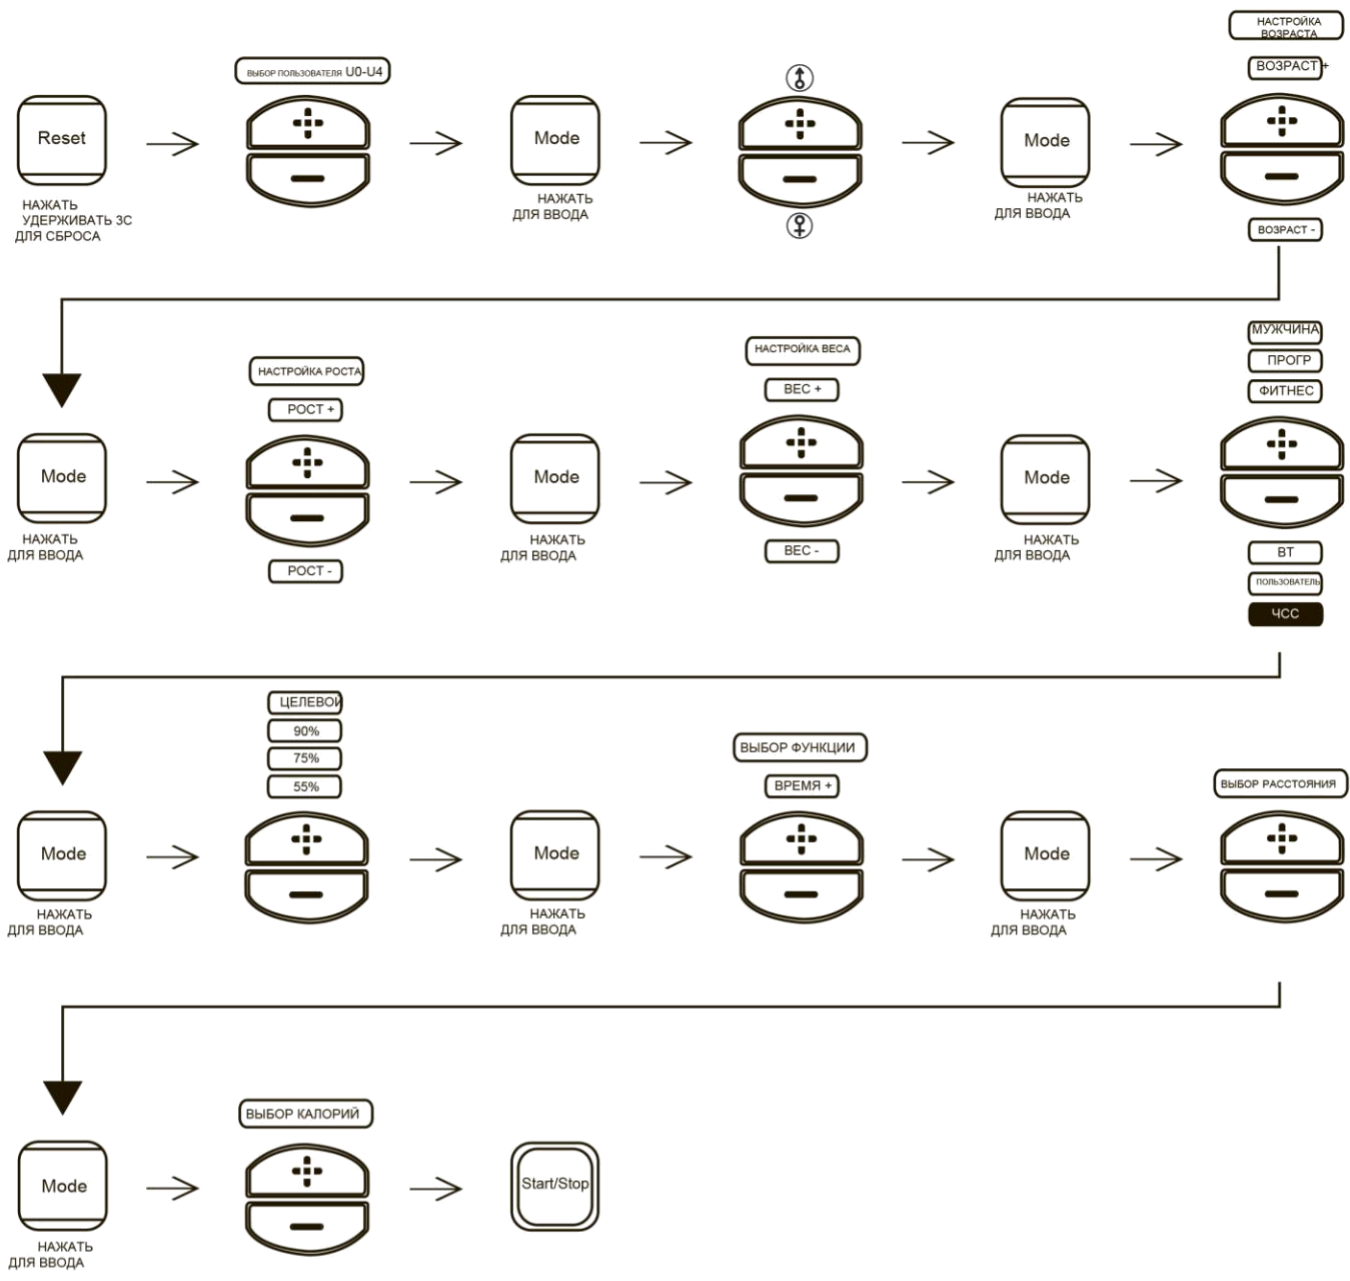 НАСТРОЙКА
ВОЗРАСТА
ВОЗРАСТ +
ВЫБОР ПОЛЬЗОВАТЕЛЯ U0-U4
Reset
Mode
Mode
НАЖАТЬ
УДЕРЖИВАТЬ 3С
ДЛЯ СБРОСА
НАЖАТЬ
ДЛЯ ВВОДА
НАЖАТЬ
ДЛЯ ВВОДА
ВОЗРАСТ -
НАСТРОЙКА РОСТА
РОСТ +
НАСТРОЙКА ВЕСА
ВЕС +
МУЖЧИНА
ПРОГР
ФИТНЕС
Mode
Mode
Mode
НАЖАТЬ
ДЛЯ ВВОДА
РОСТ -
НАЖАТЬ
ДЛЯ ВВОДА
ВЕС -
НАЖАТЬ
ДЛЯ ВВОДА
ВТ
ПОЛЬЗОВАТЕЛЬ
ЧСС
ЦЕЛЕВОЙ
90%
75%
55%
ВЫБОР ФУНКЦИИ
ВРЕМЯ +
ВЫБОР РАССТОЯНИЯ
Mode
Mode
Mode
НАЖАТЬ
ДЛЯ ВВОДА
НАЖАТЬ
ДЛЯ ВВОДА
НАЖАТЬ
ДЛЯ ВВОДА
ВЫБОР КАЛОРИЙ
Mode
Start/Stop
НАЖАТЬ
ДЛЯ ВВОДА